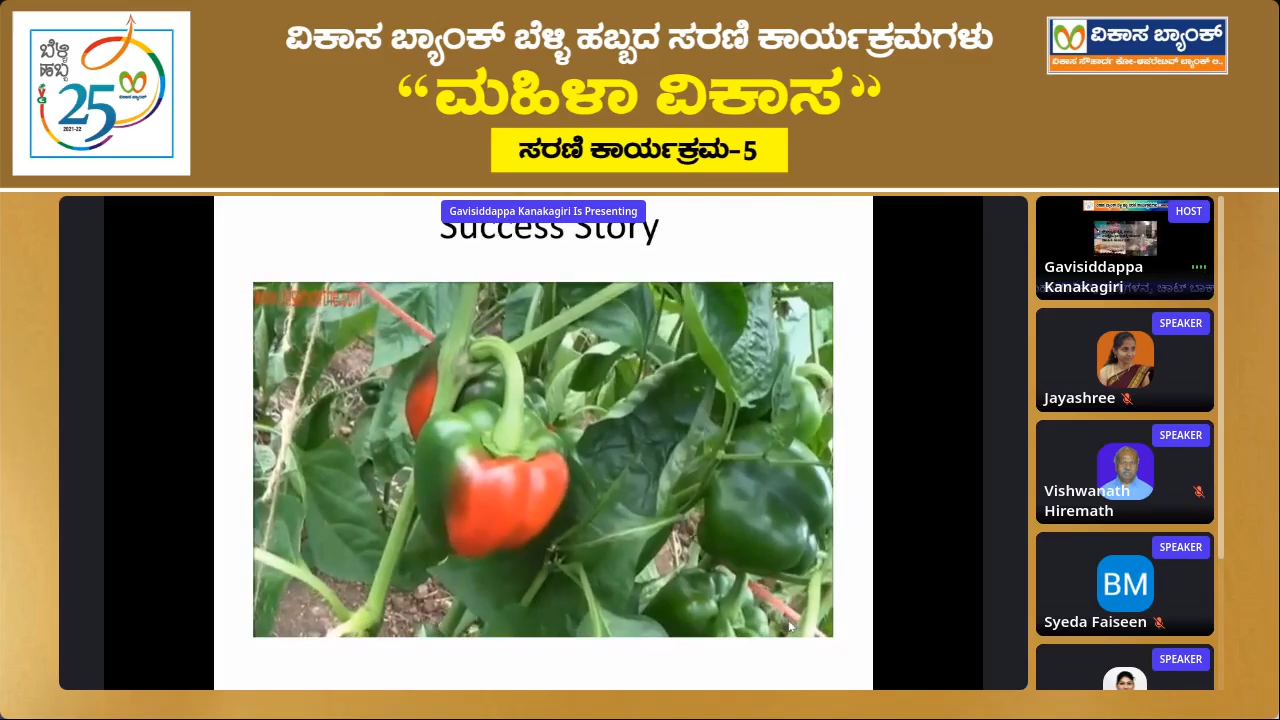 ವಿಕಾಸ ಬ್ಯಾಂಕ್ ಬೆಳ್ಳಿ ಹಬ್ಬದ ಸರಣಿ ಕಾರ್ಯಕ್ರಮಗಳು
“ಮಹಿಳಾ ವಿಕಾಸ”
ಸರಣಿ ಕಾರ್ಯಕ್ರಮ-5
ಬೆಳ್ಳಿ
ಹಬ್ಬ
25
2021-22
ವಿಕಾಸ ಬ್ಯಾಂಕ್
ವಿಕಾಸ ಸೌಹಾರ್ದ ಕೋ-ಆಪರೇಟಿವ್ ಬ್ಯಾಂಕ್ ಲಿ.,
Gavisiddappa Kanakagiri Is Presenting
Success Story
HOST
Gavisiddappa
Kanakagiri
SPEAKER
Jayashree
SPEAKER
Vishwanath
Hiremath
SPEAKER
BM
Syeda Faiseen
SPEAKER